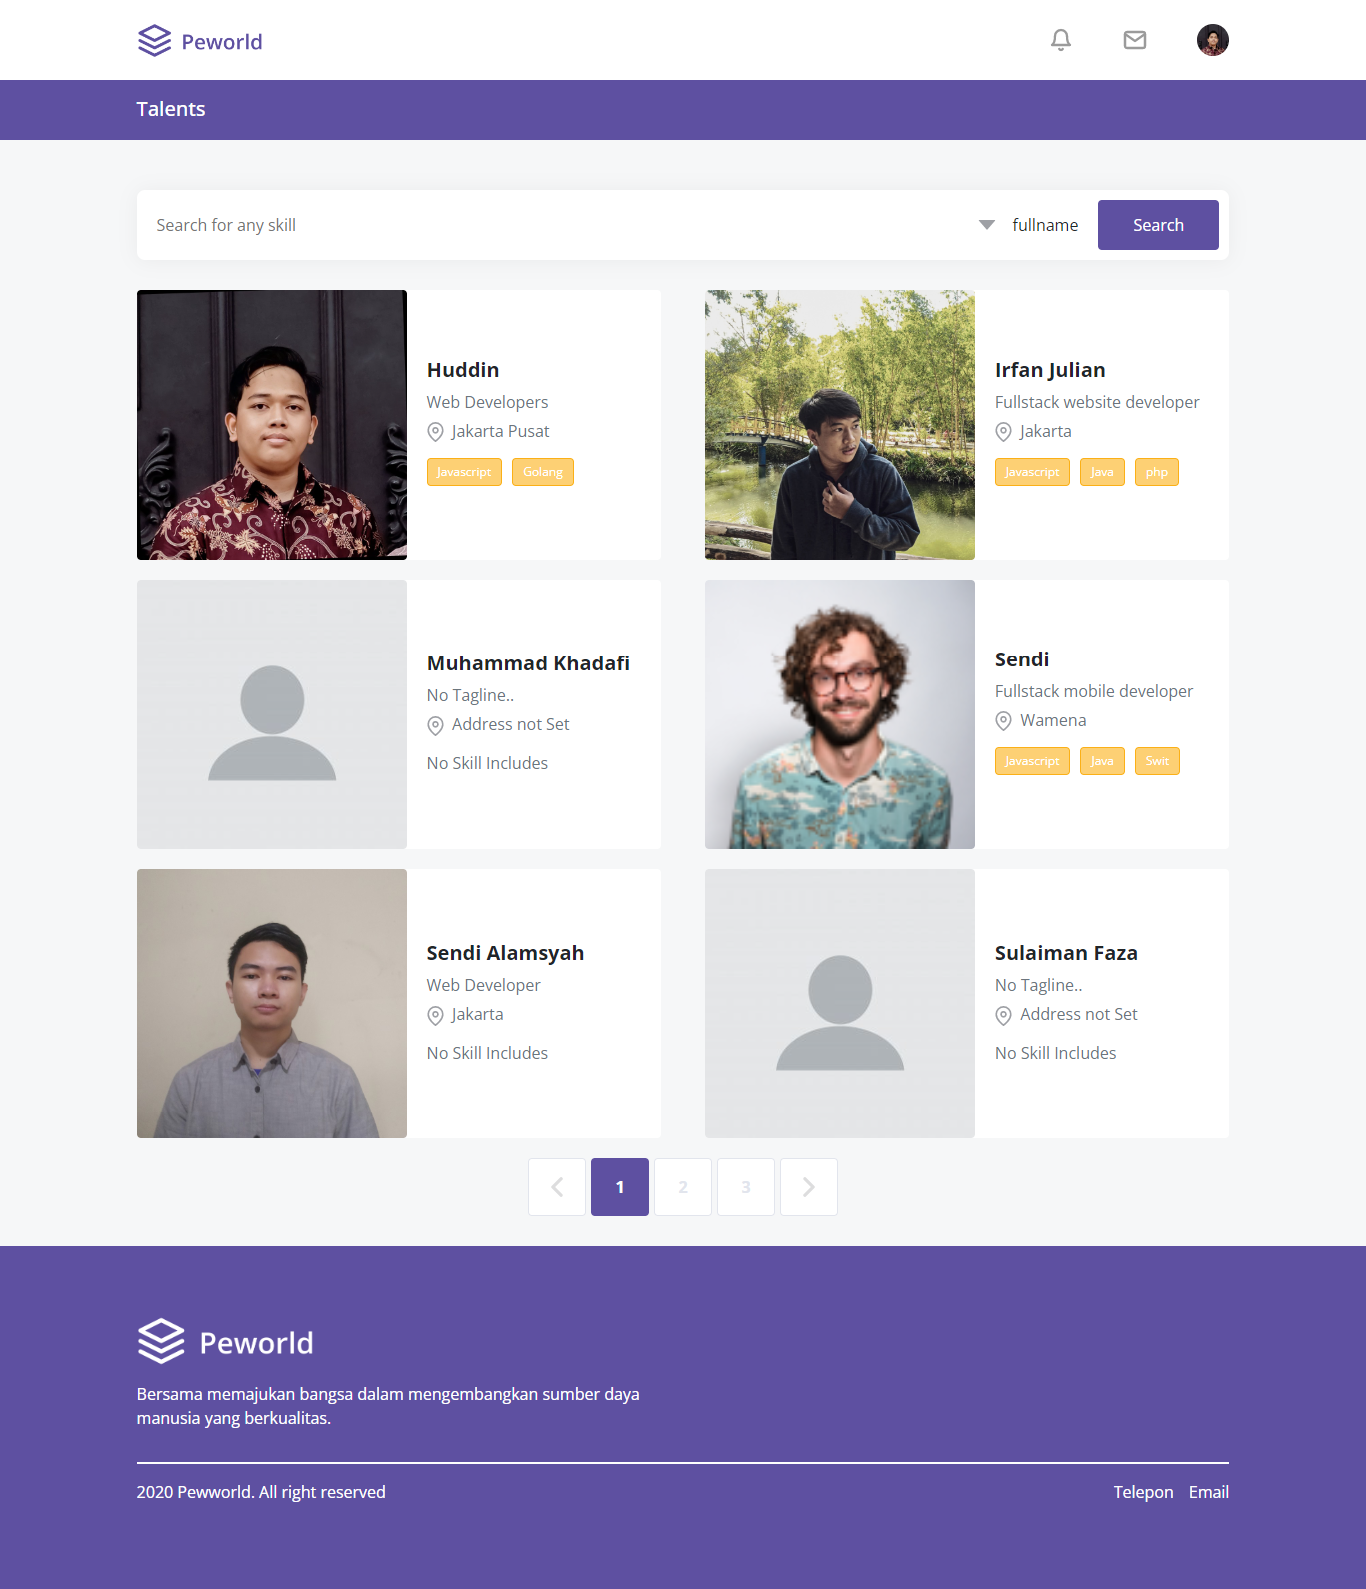 Peworld
Talents
Search for any skill
fullname
Search
Huddin
Web Developers
Jakarta Pusat
Javascript Golang
Irfan Julian
Fullstack website developer
Jakarta
Javascript Java php
Muhammad Khadafi
No Tagline..
Address not Set
No Skill Includes
Sendi
Fullstack mobile developer
Wamena
Javascript Java Swit
Sendi Alamsyah
Web Developer
Jakarta
No Skill Includes
Sulaiman Faza
No Tagline..
Address not Set
No Skill Includes
1 2 3
Peworld
Bersama memajukan bangsa dalam mengembangkan sumber daya
manusia yang berkualitas.
2020 Pewworld. All right reserved
Telepon Email